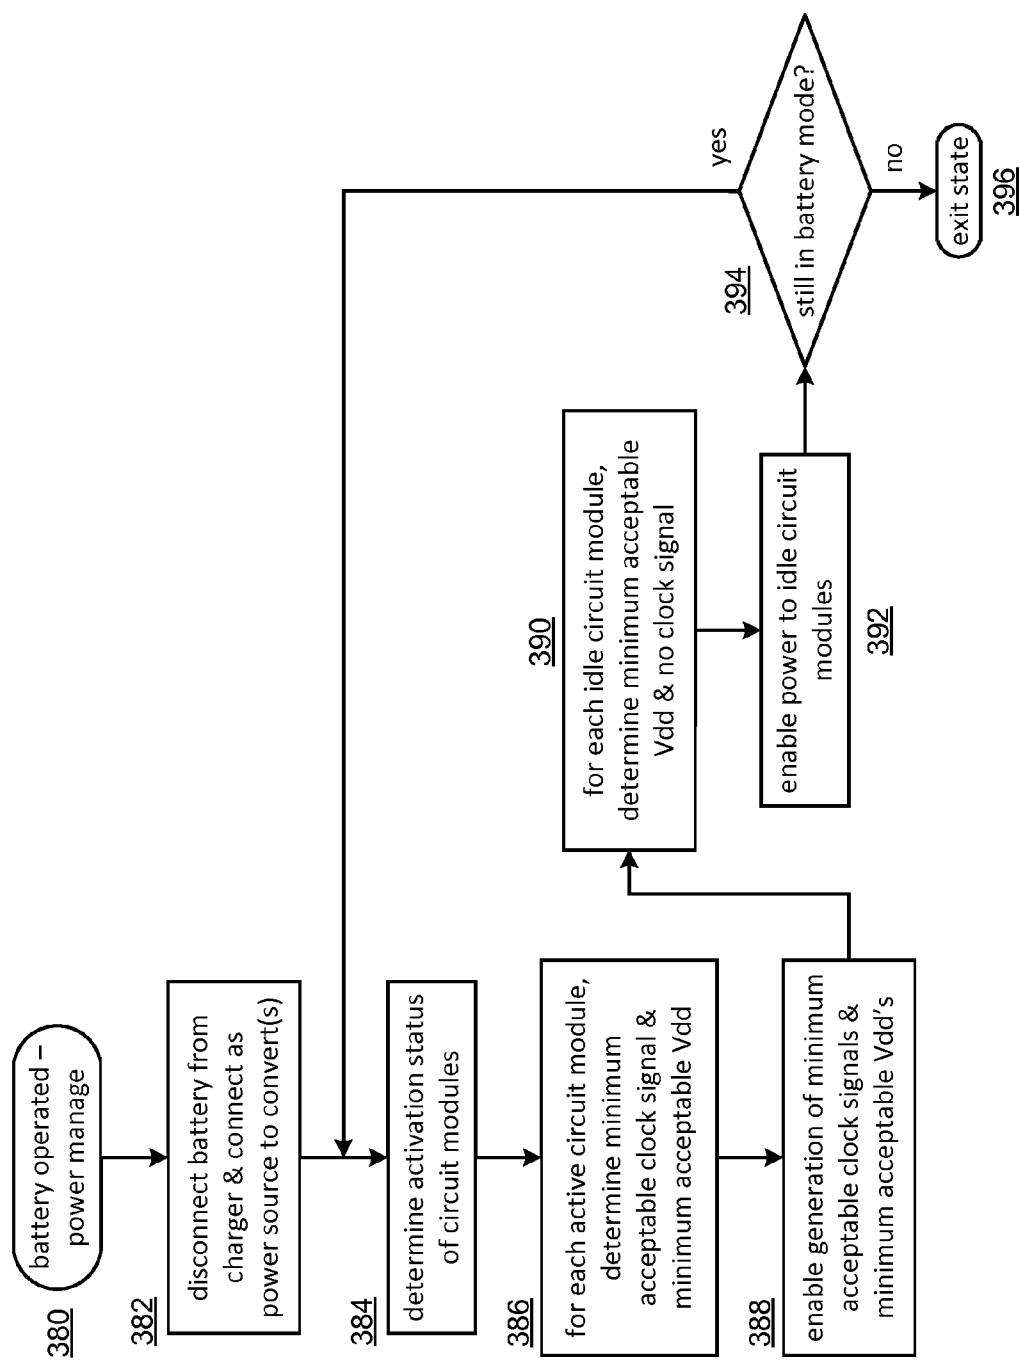 380
battery operated –
power manage
382
disconnect battery from
charger & connect as
power source to convert(s)
384
determine activation status
of circuit modules
386
for each active circuit module,
determine minimum
acceptable clock signal &
minimum acceptable Vdd
388
enable generation of minimum
acceptable clock signals &
minimum acceptable Vdd's
390
for each idle circuit module,
determine minimum acceptable
Vdd & no clock signal
enable power to idle circuit
modules
392
394
still in battery mode?
yes
no
exit state
396